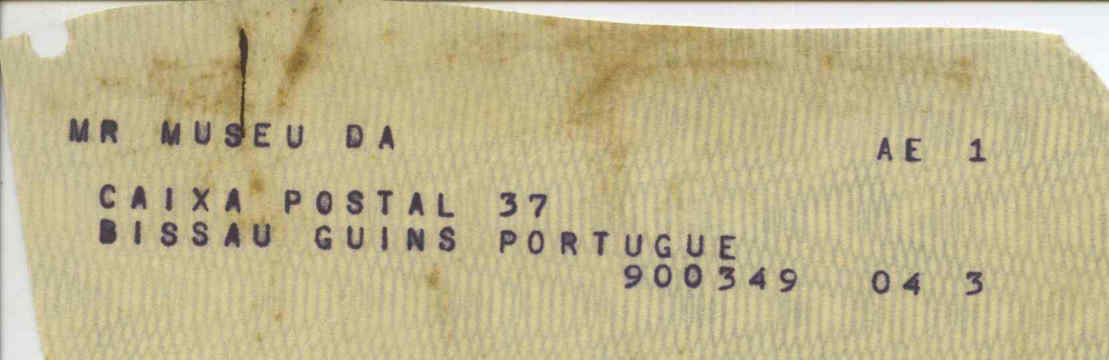 MR MUSEU DA
AE 1
CAIXA POSTAL 37
BISSAU GUINS PORTUGUE
900349 04 3